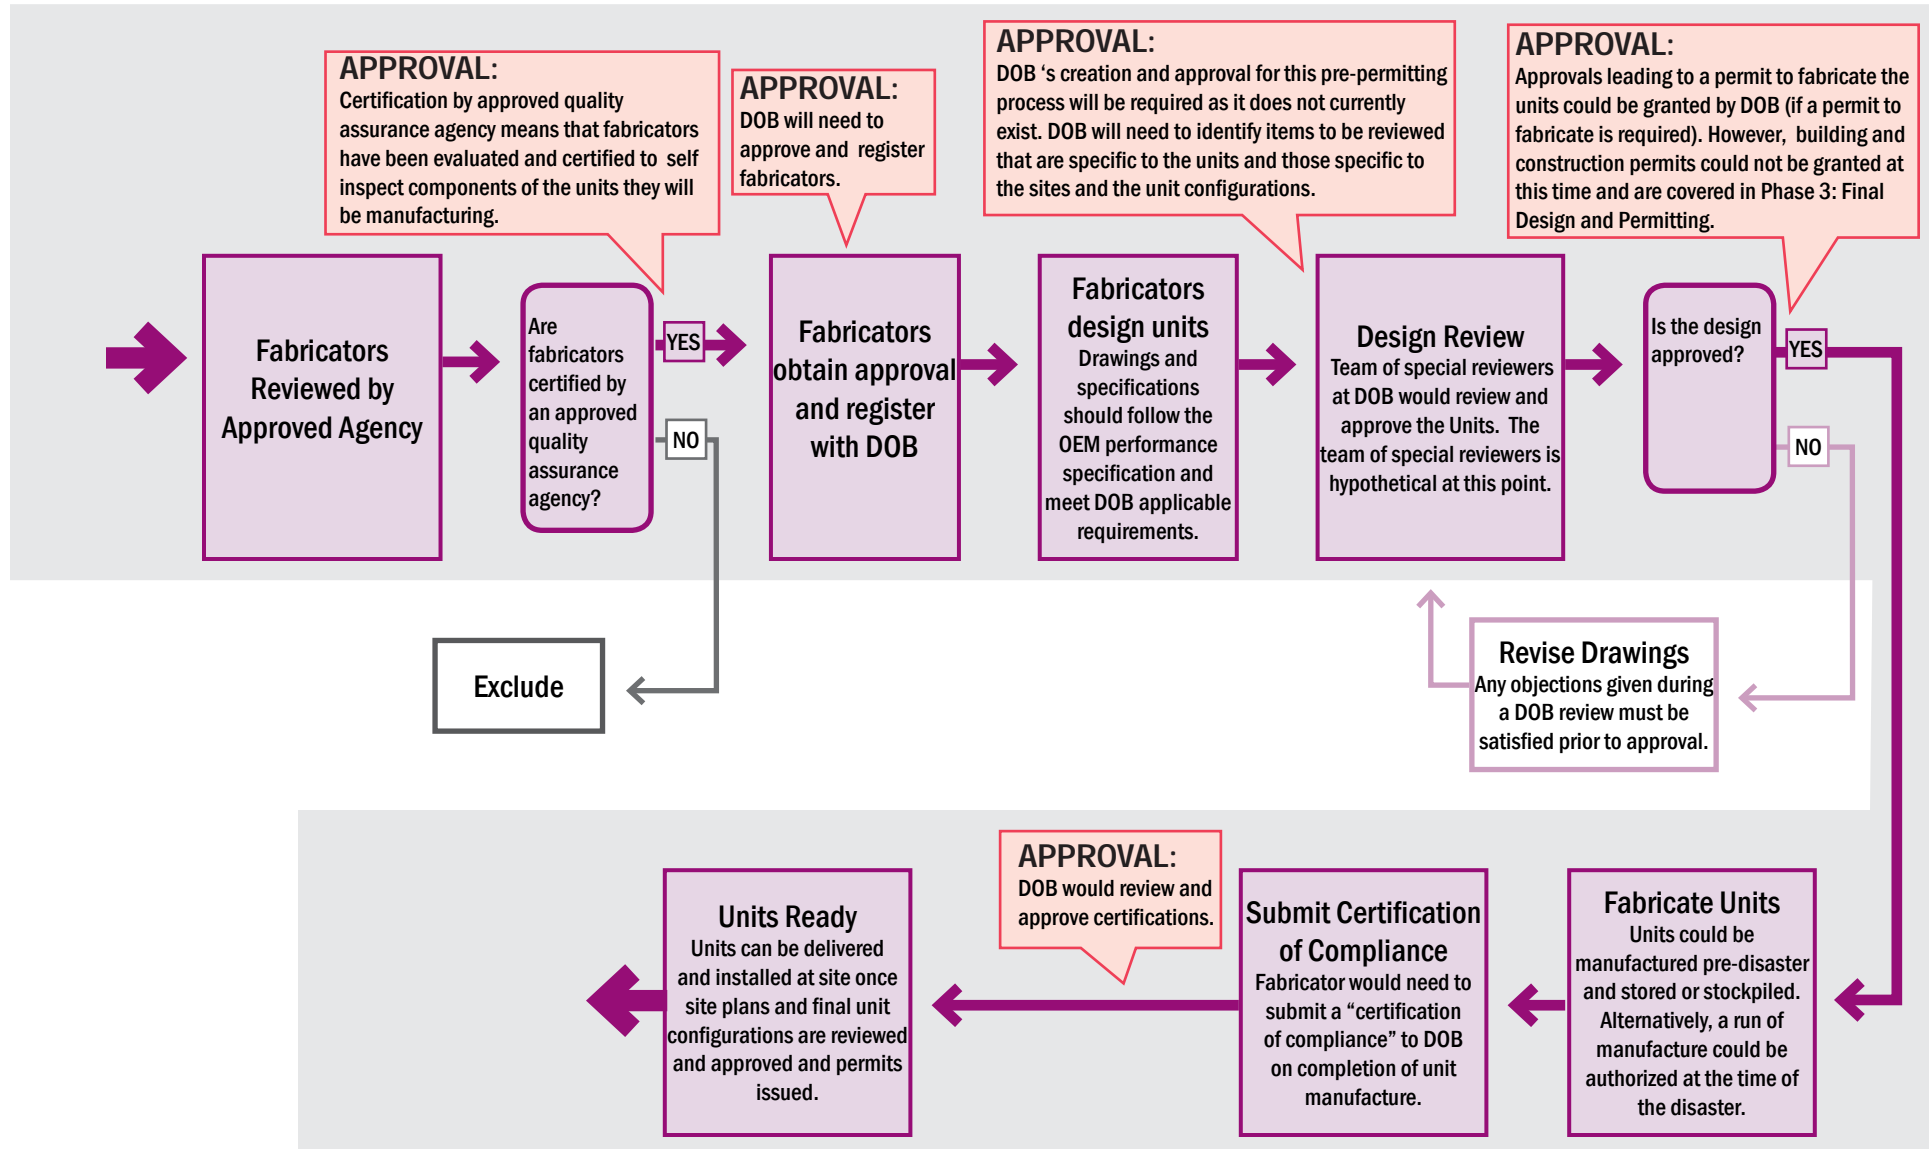 APPROVAL:
Certification by approved quality
assurance agency means that fabricators
have been evaluated and certified to self
inspect components of the units they will
be manufacturing.
APPROVAL:
DOB will need to
approve and register
fabricators.
APPROVAL:
DOB ‘s creation and approval for this pre-permitting
process will be required as it does not currently
exist. DOB will need to identify items to be reviewed
that are specific to the units and those specific to
the sites and the unit configurations.
APPROVAL:
Approvals leading to a permit to fabricate the
units could be granted by DOB (if a permit to
fabricate is required). However, building and
construction permits could not be granted at
this time and are covered in Phase 3: Final
Design and Permitting.
Fabricators
Reviewed by
Approved Agency
Are
fabricators
certified by
an approved
quality
assurance
agency?
YES
NO
Fabricators
obtain approval
and register
with DOB
Fabricators
design units
Drawings and
specifications
should follow the
OEM performance
specification and
meet DOB applicable
requirements.
Design Review
Team of special reviewers
at DOB would review and
approve the Units. The
team of special reviewers is
hypothetical at this point.
Is the design
approved?
YES
NO
Exclude
Revise Drawings
Any objections given during
a DOB review must be
satisfied prior to approval.
APPROVAL:
DOB would review and
approve certifications.
Units Ready
Units can be delivered
and installed at site once
site plans and final unit
configurations are reviewed
and approved and permits
issued.
Submit Certification
of Compliance
Fabricator would need to
submit a “certification
of compliance” to DOB
on completion of unit
manufacture.
Fabricate Units
Units could be
manufactured pre-disaster
and stored or stockpiled.
Alternatively, a run of
manufacture could be
authorized at the time of
the disaster.